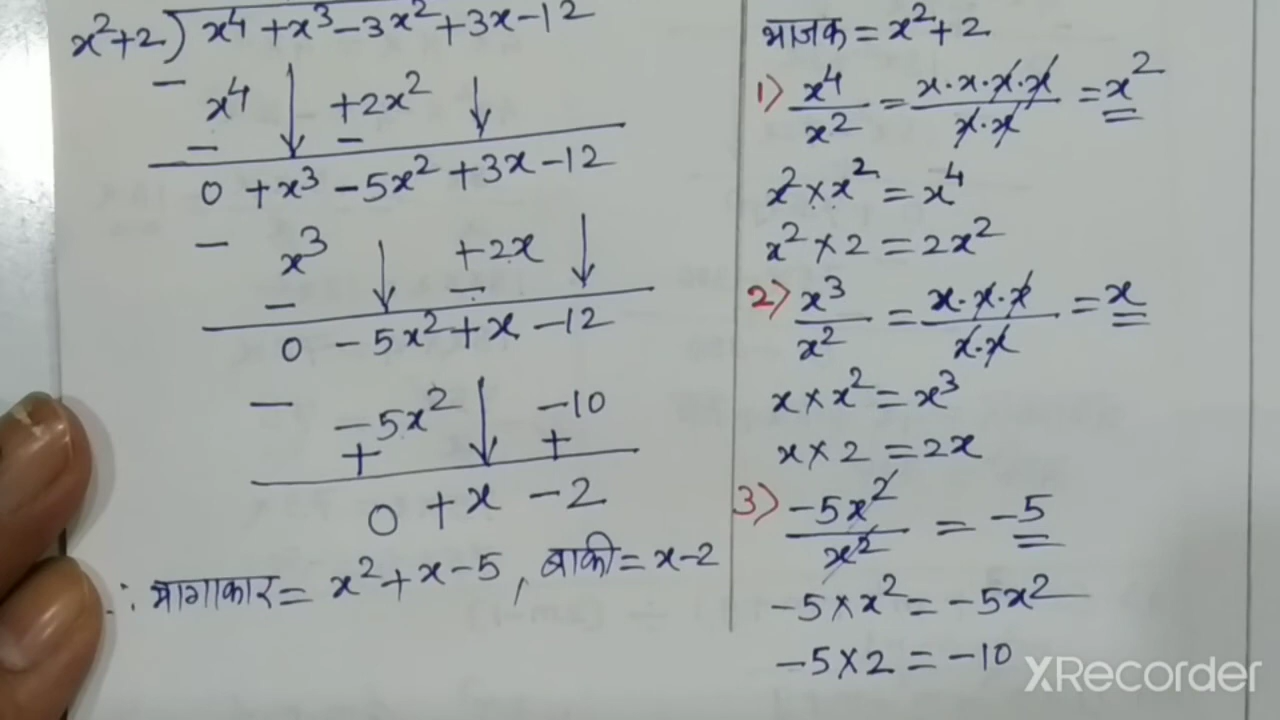 x²+2) x⁴+x³-3x²+3x-12
- x⁴ +2x²
- -
0 +x³ -5x² +3x -12
- x³ +2x
- -
0 -5x² +x -12
- -5x² -10
+ +
0 +x -2
∴ भागाकार = x²+x-5, बाकी = x-2
भाजक = x²+2
1) x⁴/x² = x·x·x·x/x·x = x²
x² × x² = x⁴
x² × 2 = 2x²
2) x³/x² = x·x·x/x·x = x
x × x² = x³
x × 2 = 2x
3) -5x²/x² = -5
-5 × x² = -5x²
-5 × 2 = -10
XRecorder